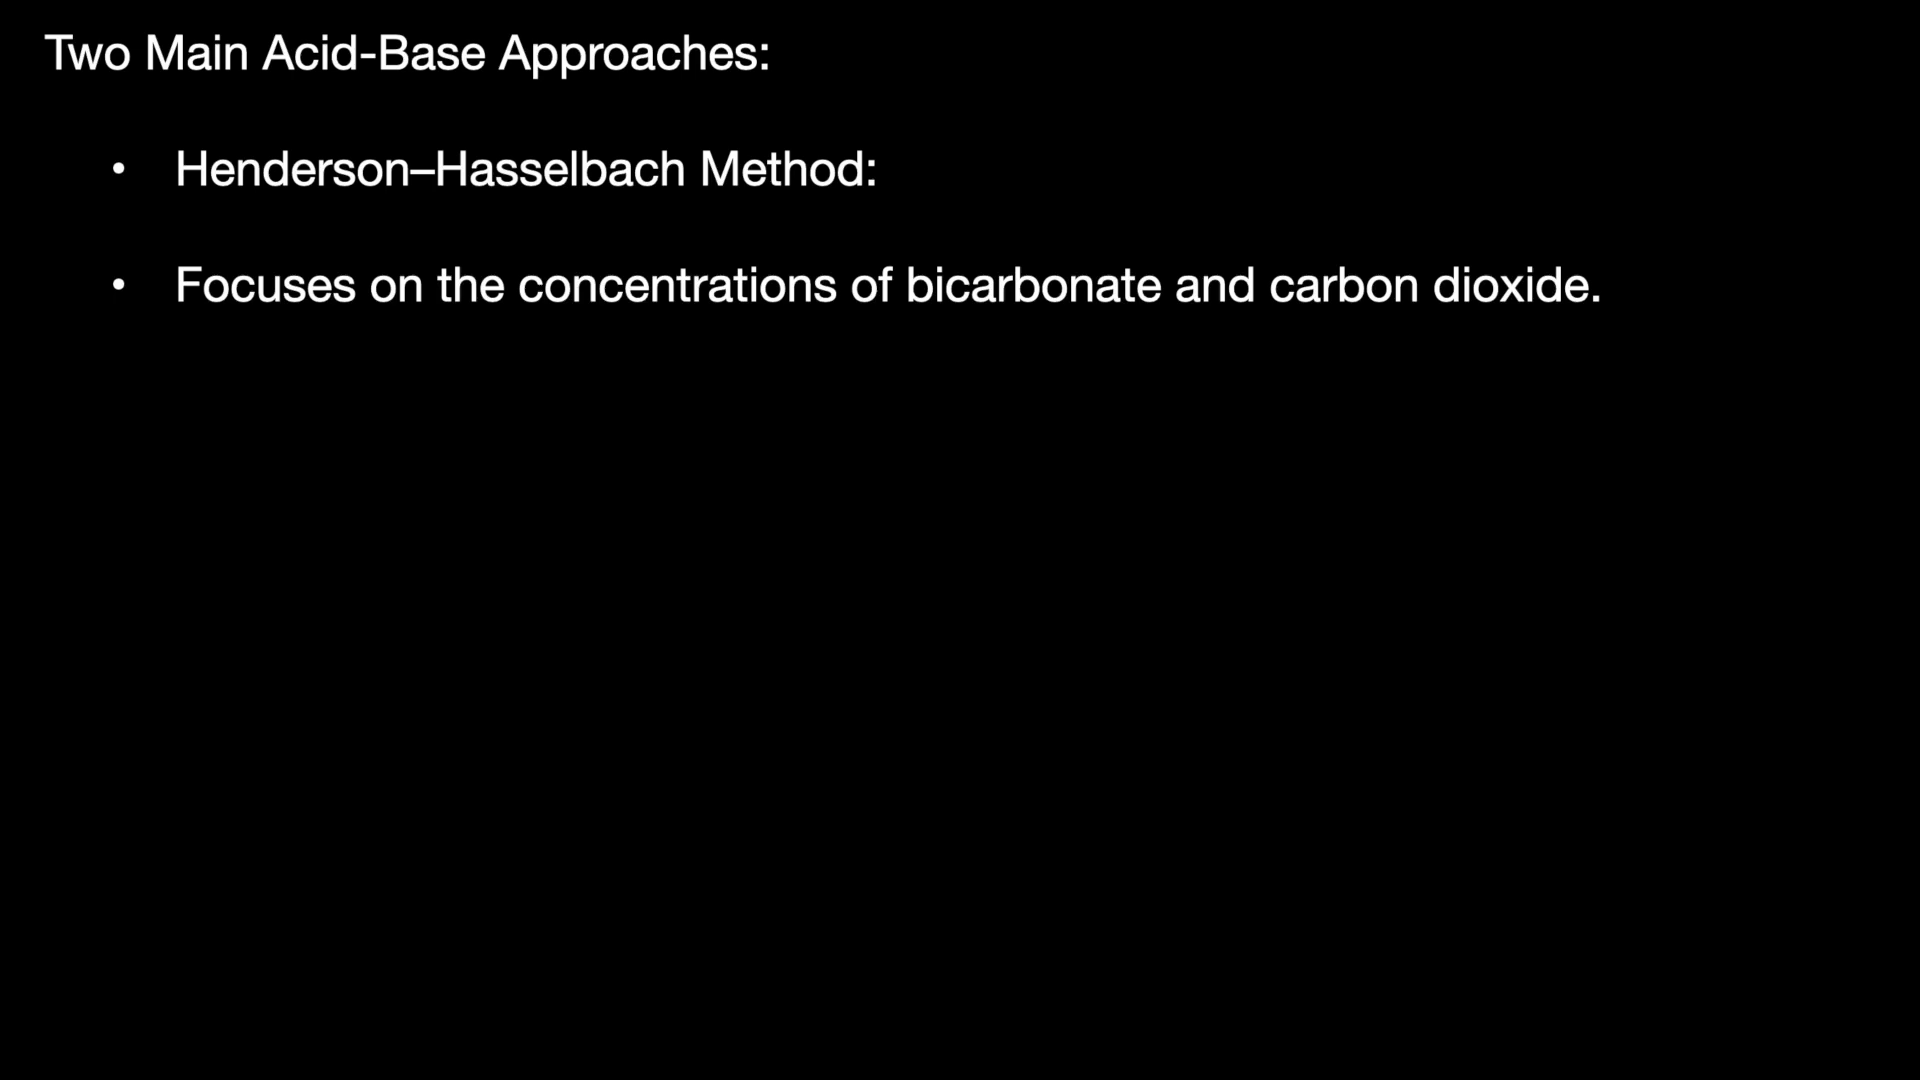 Two Main Acid-Base Approaches:
• Henderson–Hasselbach Method:
• Focuses on the concentrations of bicarbonate and carbon dioxide.